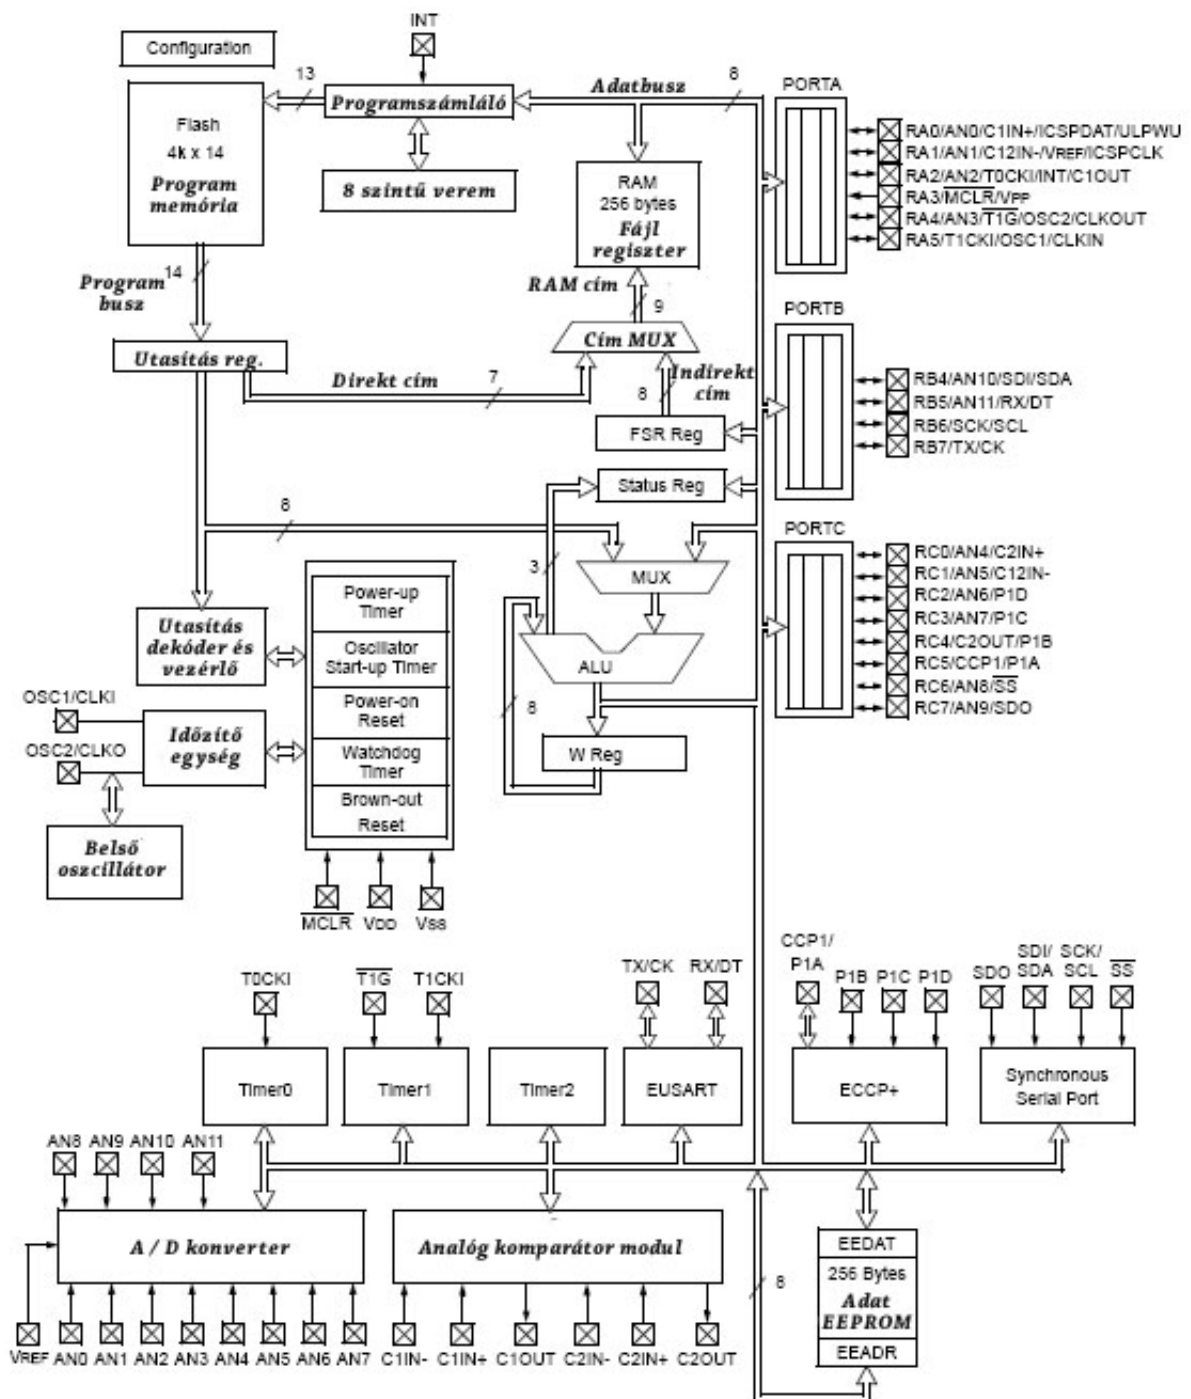 INT
Configuration
13
Programszámláló
Adatbusz
8
PORTA
Flash
4k x 14
Program
memória
8 szintű verem
RAM
256 bytes
Fájl
regiszter
RA0/AN0/C1IN+/ICSPDAT/ULPWU
RA1/AN1/C12IN-/VREF/ICSPCLK
RA2/AN2/T0CKI/INT/C1OUT
RA3/MCLR/VPP
RA4/AN3/T1G/OSC2/CLKOUT
RA5/T1CKI/OSC1/CLKIN
Program
busz
14
RAM cím
9
PORTB
Cím MUX
Utasítás reg.
Direkt cím
7
8
Indirekt
cím
FSR Reg
RB4/AN10/SDI/SDA
RB5/AN11/RX/DT
RB6/SCK/SCL
RB7/TX/CK
Status Reg
8
PORTC
3
MUX
RC0/AN4/C2IN+
RC1/AN5/C12IN-
RC2/AN6/P1D
RC3/AN7/P1C
RC4/C2OUT/P1B
RC5/CCP1/P1A
RC6/AN8/SS
RC7/AN9/SDO
Power-up
Timer
Oscillator
Start-up Timer
Power-on
Reset
Watchdog
Timer
Brown-out
Reset
Utasítás
dekóder és
vezérlő
ALU
8
W Reg
OSC1/CLKI
OSC2/CLKO
Időzítő
egység
Belső
oszcillátor
MCLR
VDD
VSS
T0CKI
T1G
T1CKI
TX/CK
RX/DT
CCP1/
P1A
P1B
P1C
P1D
SDO
SDI/
SDA
SCK/
SCL
SS
Timer0
Timer1
Timer2
EUSART
ECCP+
Synchronous
Serial Port
AN8
AN9
AN10
AN11
A / D konverter
Analóg komparátor modul
8
EEDAT
256 Bytes
Adat
EEPROM
EEADR
VREF
AN0
AN1
AN2
AN3
AN4
AN5
AN6
AN7
C1IN-
C1IN+
C1OUT
C2IN-
C2IN+
C2OUT